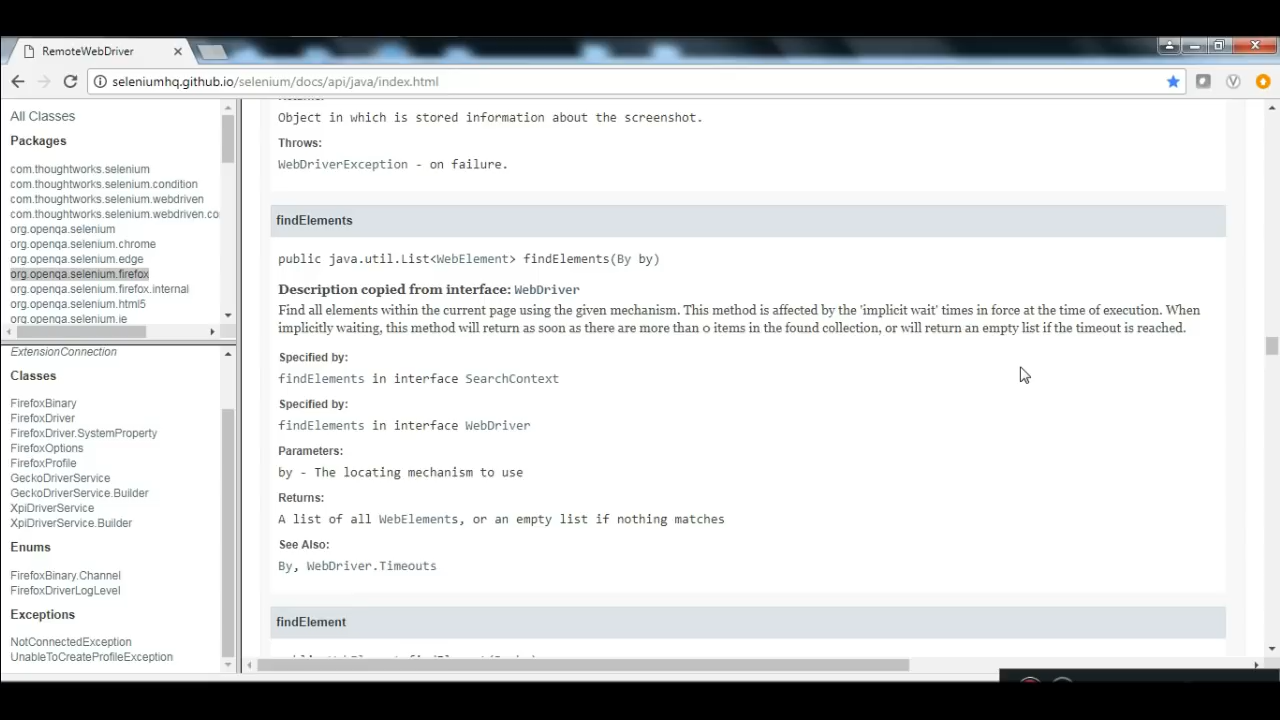 RemoteWebDriver
seleniumhq.github.io/selenium/docs/api/java/index.html
All Classes
Packages
com.thoughtworks.selenium
com.thoughtworks.selenium.condition
com.thoughtworks.selenium.webdriven
com.thoughtworks.selenium.webdriven.co
org.openqa.selenium
org.openqa.selenium.chrome
org.openqa.selenium.edge
org.openqa.selenium.firefox
org.openqa.selenium.firefox.internal
org.openqa.selenium.html5
org.openqa.selenium.ie
ExtensionConnection
Classes
FirefoxBinary
FirefoxDriver
FirefoxDriver.SystemProperty
FirefoxOptions
FirefoxProfile
GeckoDriverService
GeckoDriverService.Builder
XpiDriverService
XpiDriverService.Builder
Enums
FirefoxBinary.Channel
FirefoxDriverLogLevel
Exceptions
NotConnectedException
UnableToCreateProfileException
Object in which is stored information about the screenshot.
Throws:
WebDriverException - on failure.
findElements
public java.util.List<WebElement> findElements(By by)
Description copied from interface: WebDriver
Find all elements within the current page using the given mechanism. This method is affected by the 'implicit wait' times in force at the time of execution. When
implicitly waiting, this method will return as soon as there are more than 0 items in the found collection, or will return an empty list if the timeout is reached.
Specified by:
findElements in interface SearchContext
Specified by:
findElements in interface WebDriver
Parameters:
by - The locating mechanism to use
Returns:
A list of all WebElements, or an empty list if nothing matches
See Also:
By, WebDriver.Timeouts
findElement